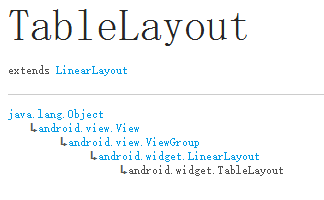 TableLayout
extends LinearLayout
java.lang.Object
↳android.view.View
↳android.view.ViewGroup
↳android.widget.LinearLayout
↳android.widget.TableLayout